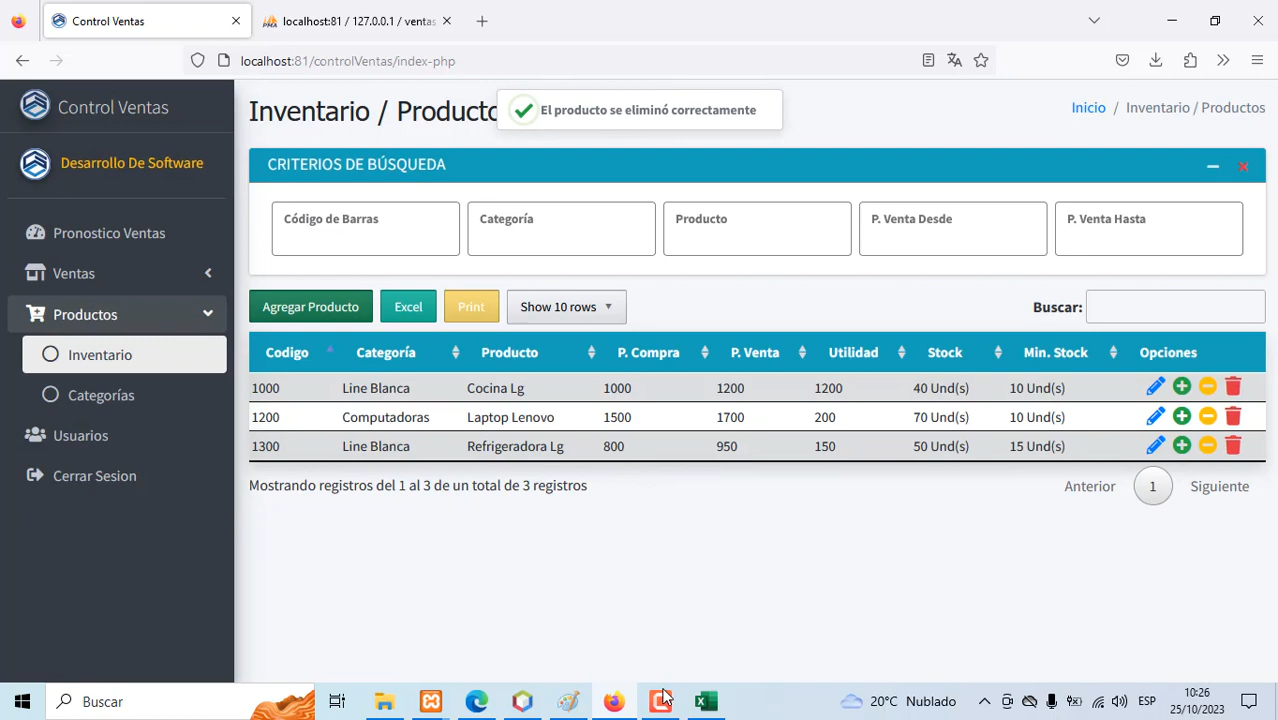 Control Ventas
localhost:81 / 127.0.0.1 / ventas
localhost:81/controlVentas/index-php
Control Ventas
Desarrollo De Software
Pronostico Ventas
Ventas
Productos
Inventario
Categorías
Usuarios
Cerrar Sesion
Inventario / Producto
El producto se eliminó correctamente
Inicio / Inventario / Productos
CRITERIOS DE BÚSQUEDA
Código de Barras Categoría Producto P. Venta Desde P. Venta Hasta
Agregar Producto Excel Print Show 10 rows Buscar:
Codigo Categoría Producto P. Compra P. Venta Utilidad Stock Min. Stock Opciones
1000 Line Blanca Cocina Lg 1000 1200 1200 40 Und(s) 10 Und(s)
1200 Computadoras Laptop Lenovo 1500 1700 200 70 Und(s) 10 Und(s)
1300 Line Blanca Refrigeradora Lg 800 950 150 50 Und(s) 15 Und(s)
Mostrando registros del 1 al 3 de un total de 3 registros
Anterior 1 Siguiente
Buscar
20°C Nublado
ESP
10:26
25/10/2023